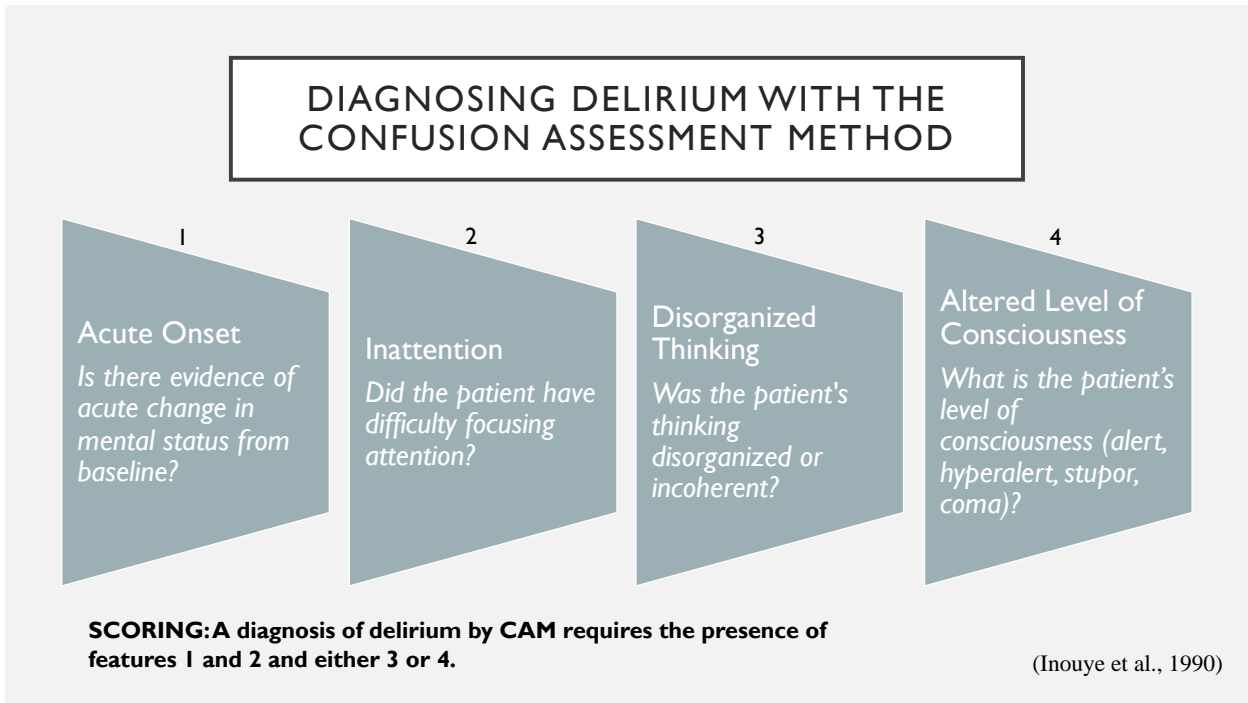 DIAGNOSING DELIRIUM WITH THE
CONFUSION ASSESSMENT METHOD
1
Acute Onset
Is there evidence of
acute change in
mental status from
baseline?
2
Inattention
Did the patient have
difficulty focusing
attention?
3
Disorganized
Thinking
Was the patient's
thinking
disorganized or
incoherent?
4
Altered Level of
Consciousness
What is the patient’s
level of
consciousness (alert,
hyperalert, stupor,
coma)?
SCORING: A diagnosis of delirium by CAM requires the presence of
features 1 and 2 and either 3 or 4.
(Inouye et al., 1990)